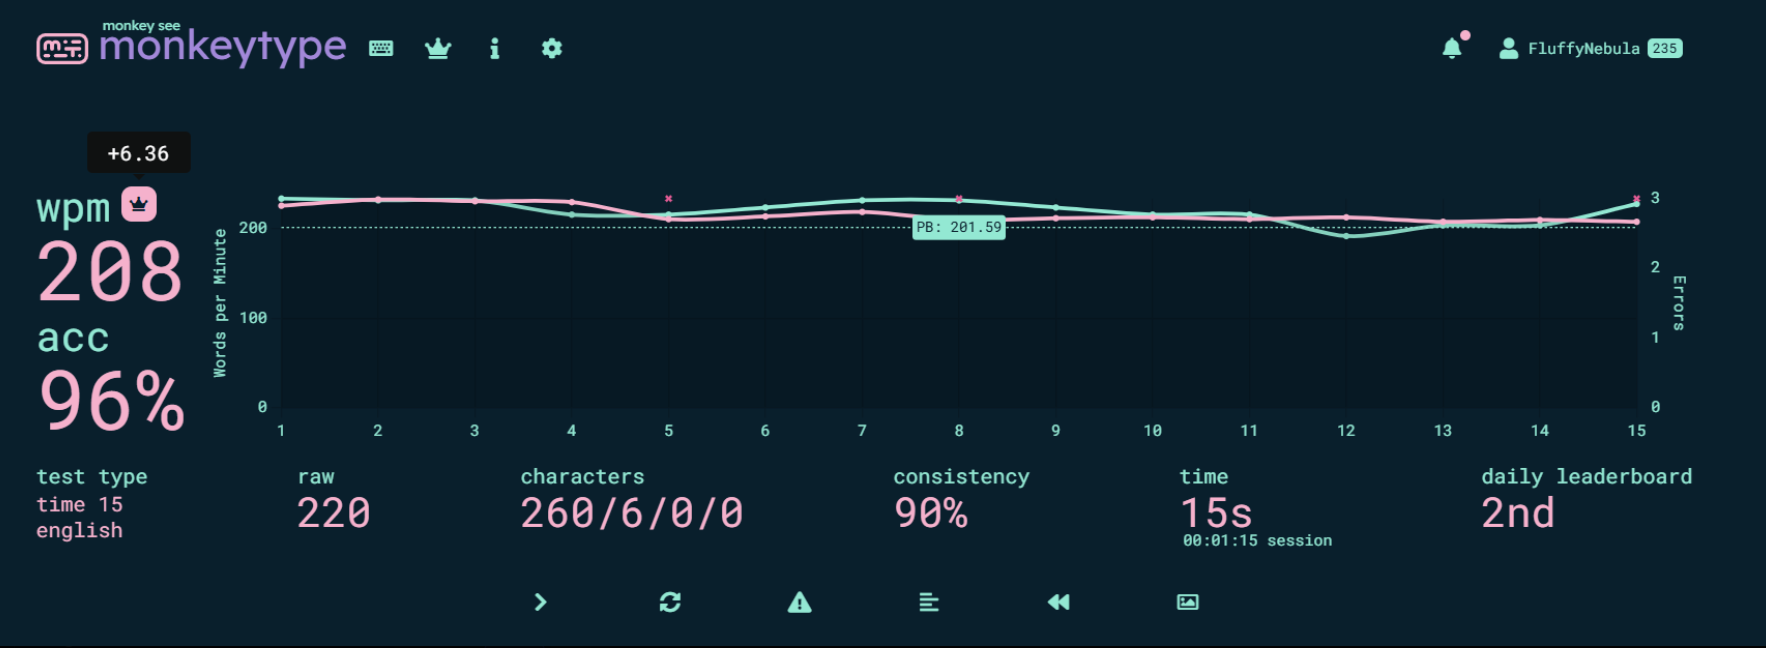 monkey see
monkeytype
FluffyNebula 235
+6.36
wpm
208
acc
96%
Words per Minute
200
100
0
PB: 201.59
3
2
1
0
Errors
1 2 3 4 5 6 7 8 9 10 11 12 13 14 15
test type
time 15
english
raw
220
characters
260/6/0/0
consistency
90%
time
15s
00:01:15 session
daily leaderboard
2nd